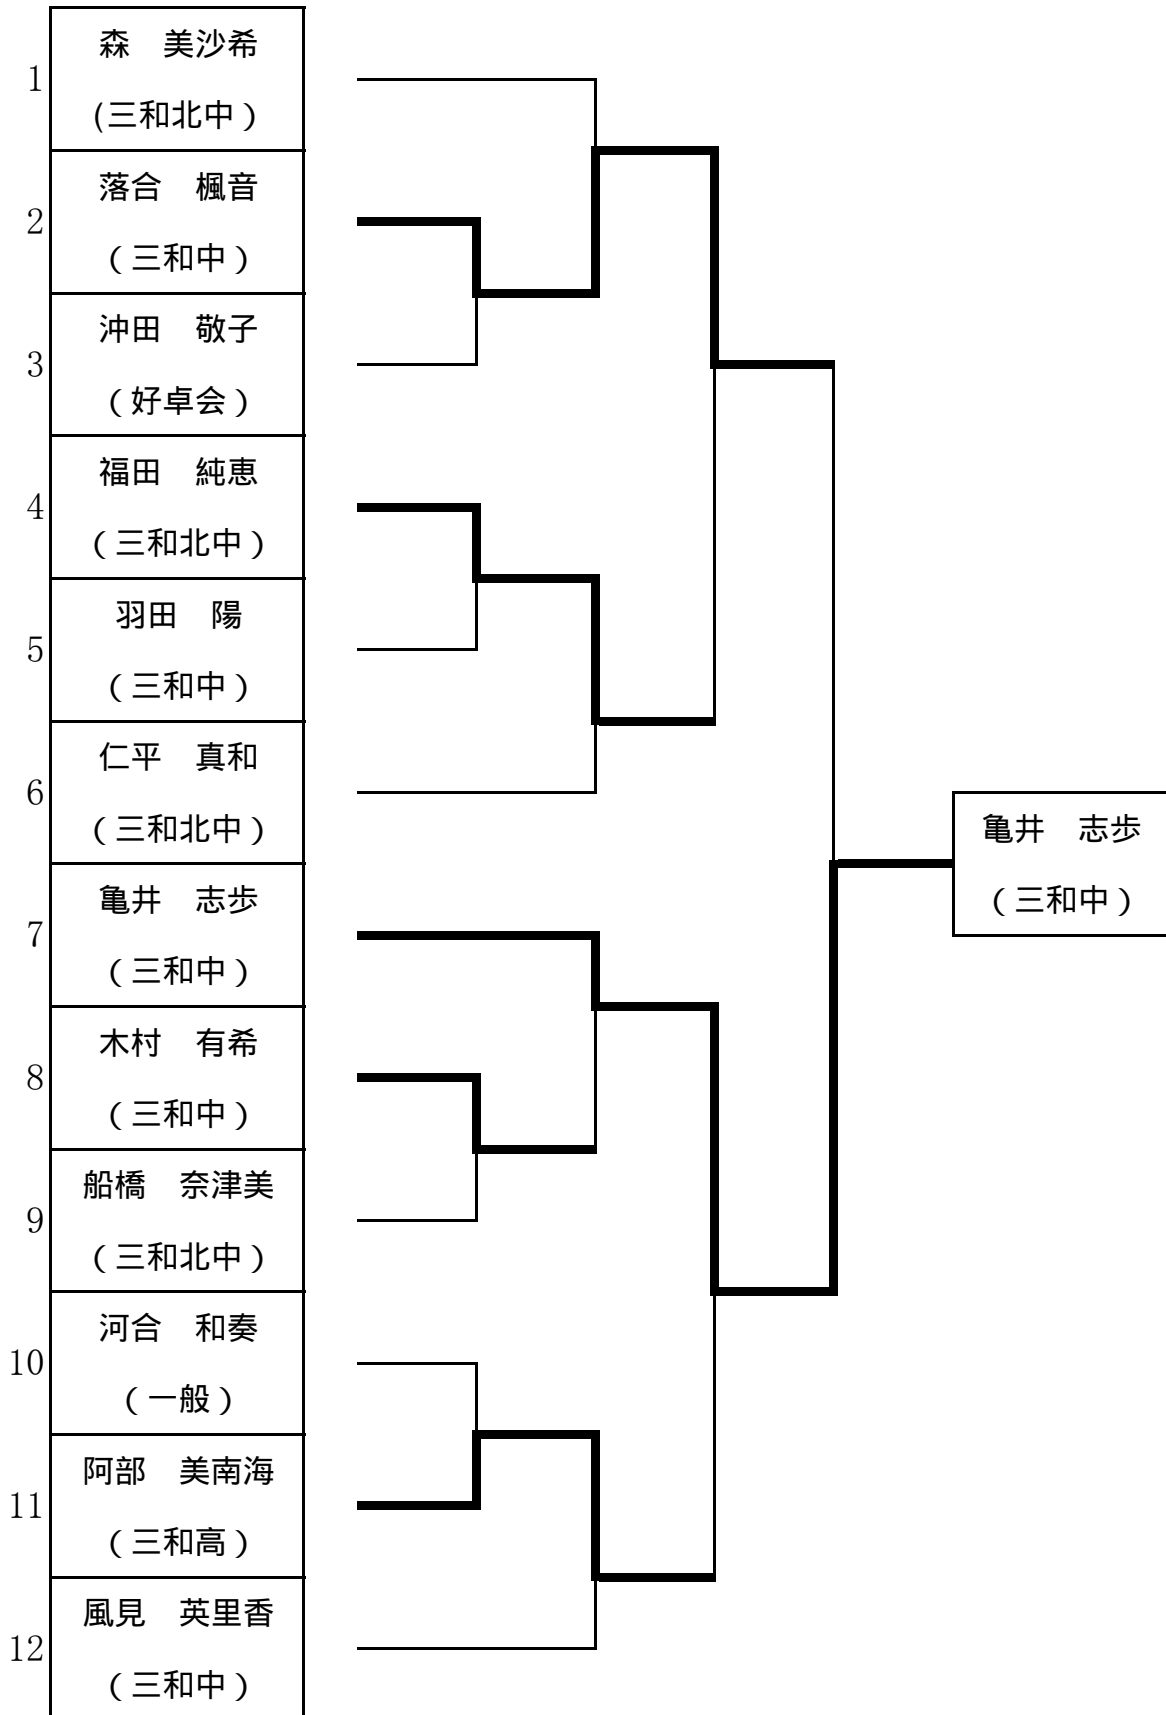 森　美沙希
1
(三和北中）
落合　楓音
2
（三和中）
沖田　敬子
3
（好卓会）
福田　純恵
4
（三和北中）
羽田　陽
5
（三和中）
仁平　真和
6
（三和北中）
亀井　志歩
（三和中）
亀井　志歩
7
（三和中）
木村　有希
8
（三和中）
船橋　奈津美
9
（三和北中）
河合　和奏
10
（一般）
阿部　美南海
11
（三和高）
風見　英里香
12
（三和中）